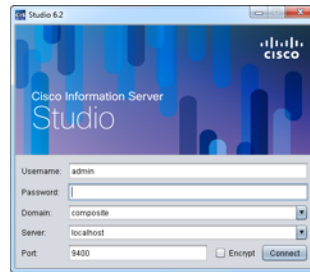 Studio 6.2
CISCO
Cisco Information Server
Studio
Username: admin
Password:
Domain: composite
Server: localhost
Port: 9400 Encrypt Connect